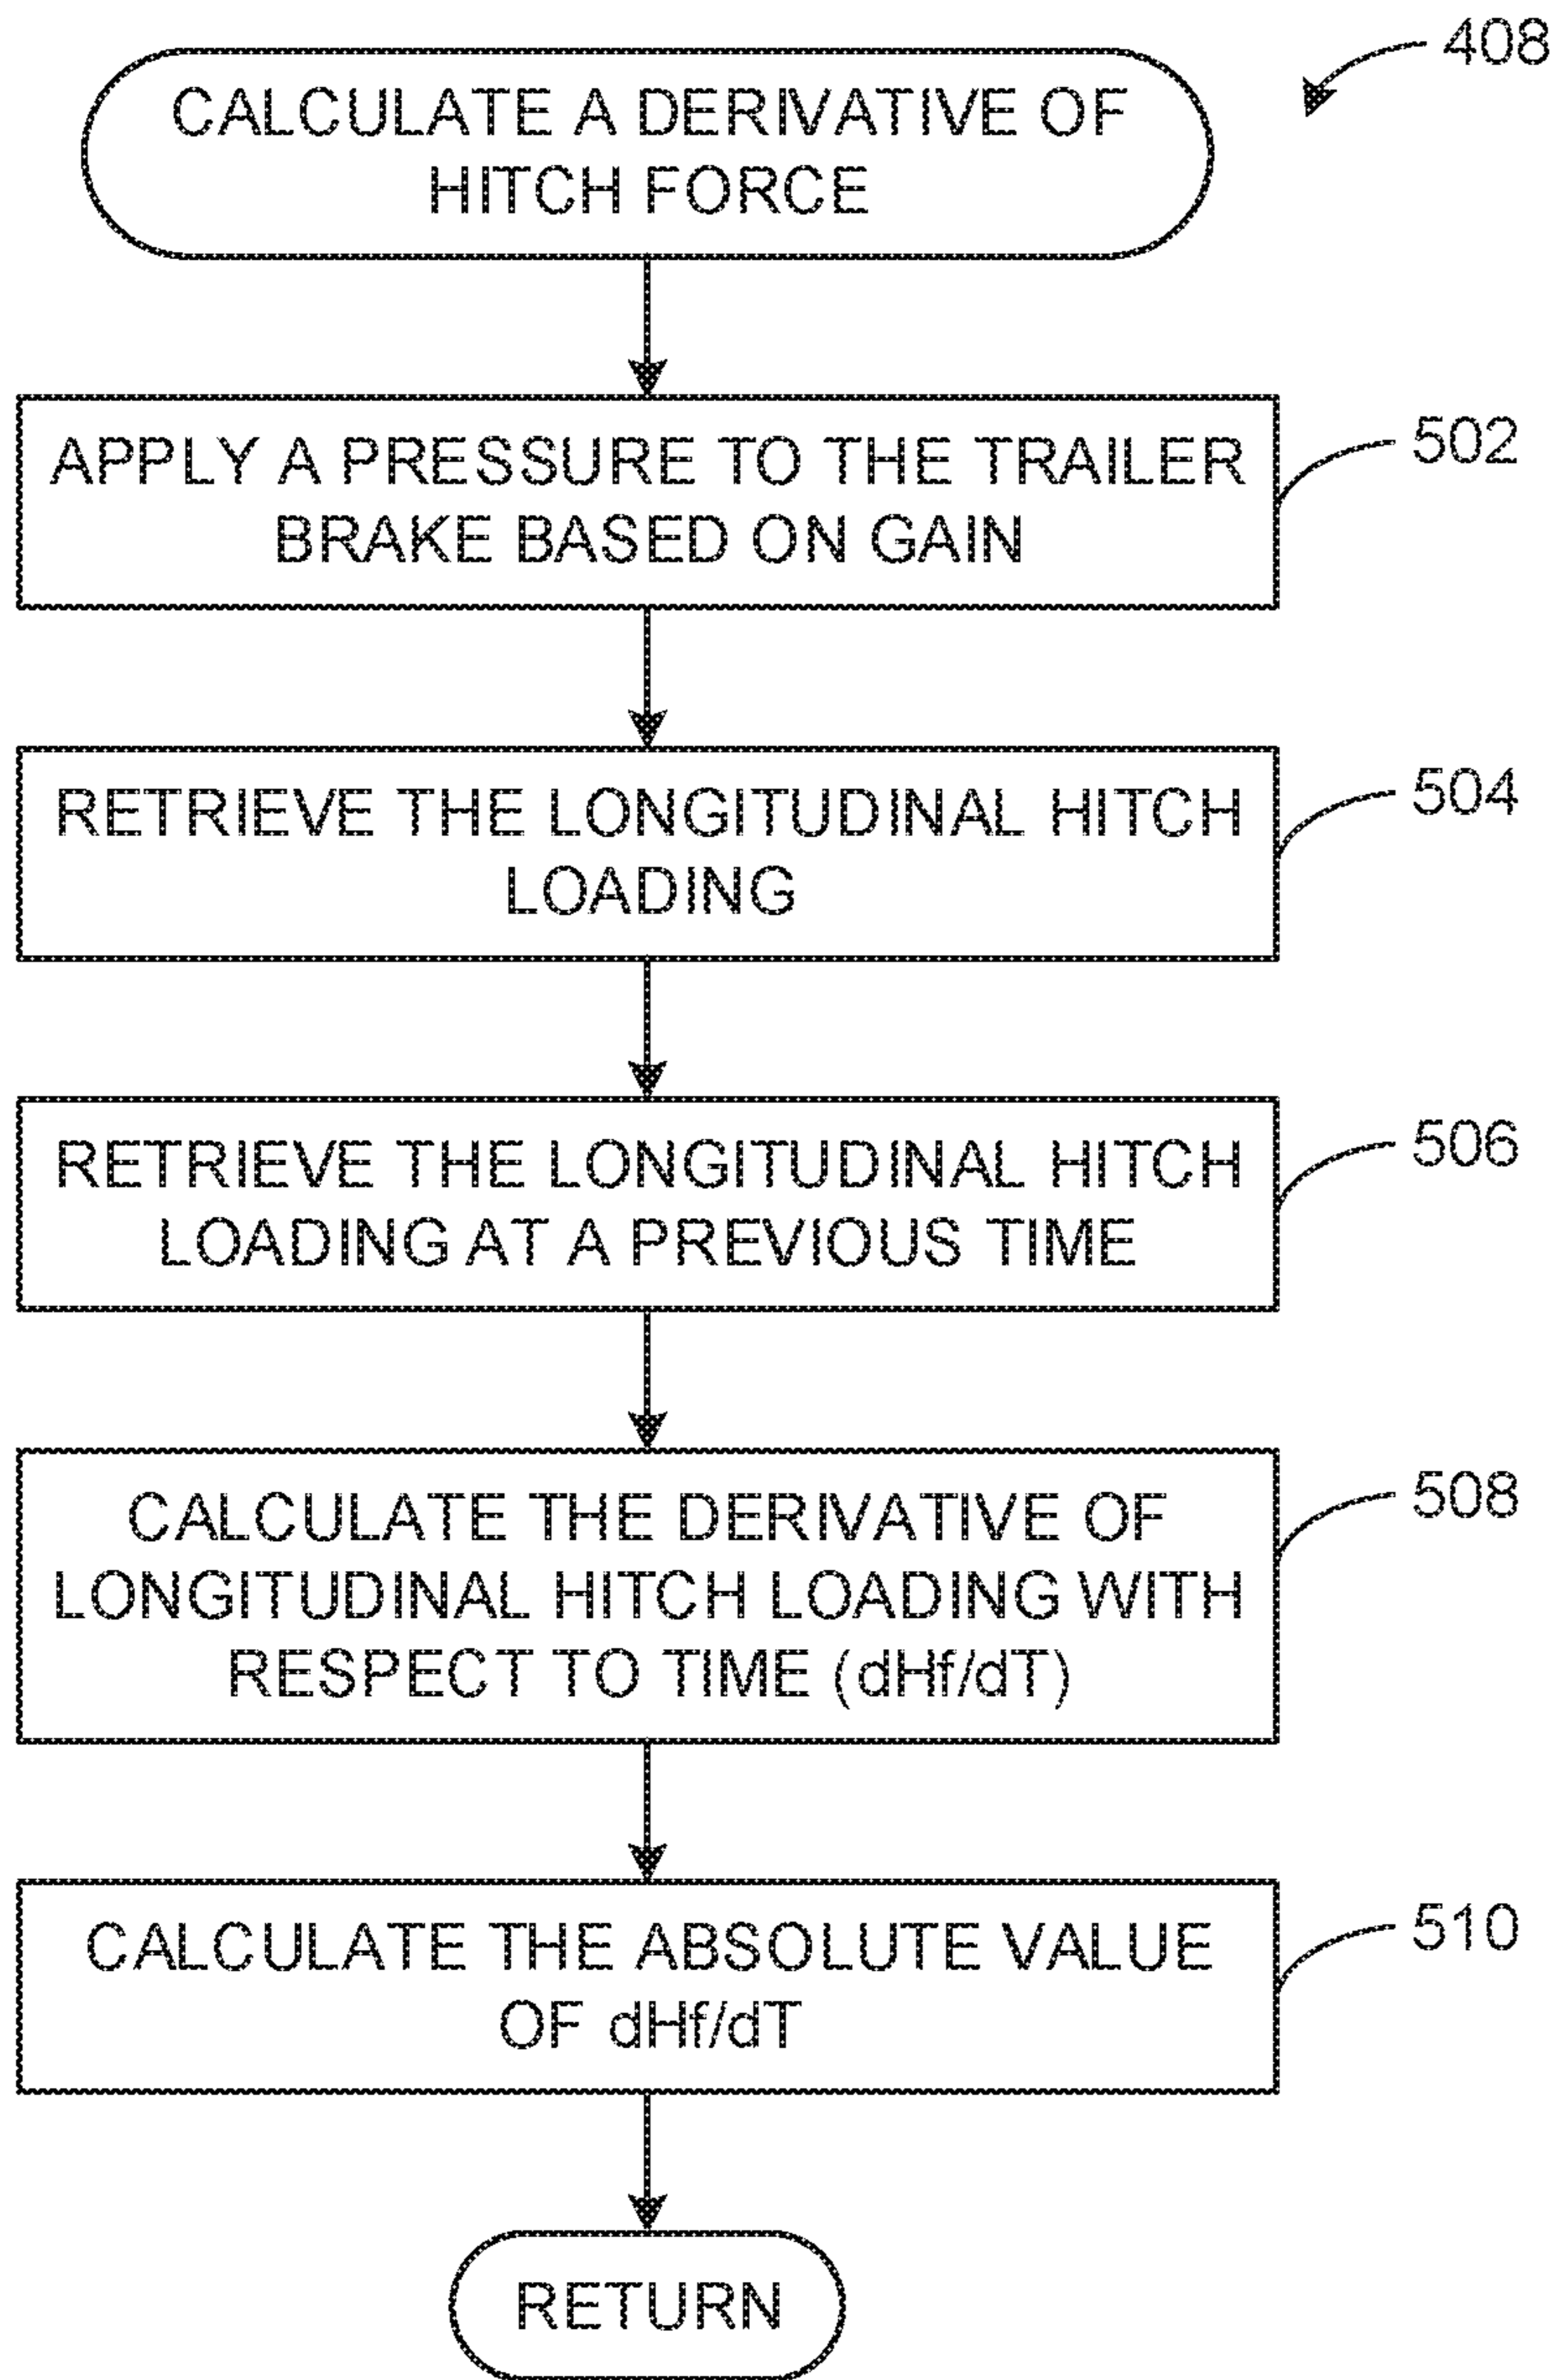 408
CALCULATE A DERIVATIVE OF
HITCH FORCE
APPLY A PRESSURE TO THE TRAILER
BRAKE BASED ON GAIN
502
RETRIEVE THE LONGITUDINAL HITCH
LOADING
504
RETRIEVE THE LONGITUDINAL HITCH
LOADING AT A PREVIOUS TIME
506
CALCULATE THE DERIVATIVE OF
LONGITUDINAL HITCH LOADING WITH
RESPECT TO TIME (dHf/dT)
508
CALCULATE THE ABSOLUTE VALUE
OF dHf/dT
510
RETURN